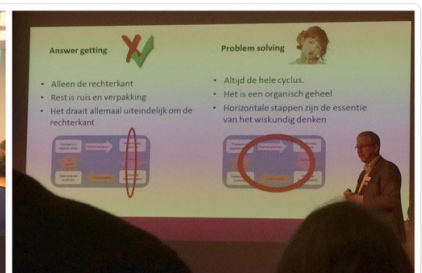 Answer getting
• Alleen de rechterkant
• Rest is ruis en verpakking
• Het draait allemaal uiteindelijk om de
rechterkant
Problem solving
• Altijd de hele cyclus.
• Het is een organisch geheel
• Horizontale stappen zijn de essentie
van het wiskundig denken